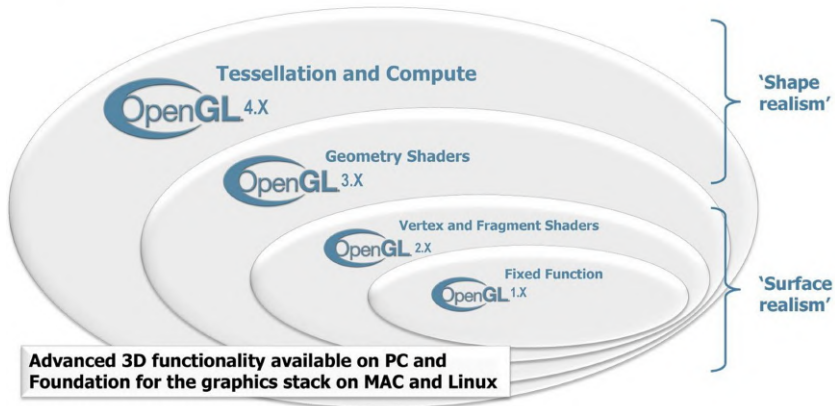 Tessellation and Compute
OpenGL 4.X
‘Shape
realism’
Geometry Shaders
OpenGL 3.X
Vertex and Fragment Shaders
OpenGL 2.X
Fixed Function
OpenGL 1.X
‘Surface
realism’
Advanced 3D functionality available on PC and
Foundation for the graphics stack on MAC and Linux